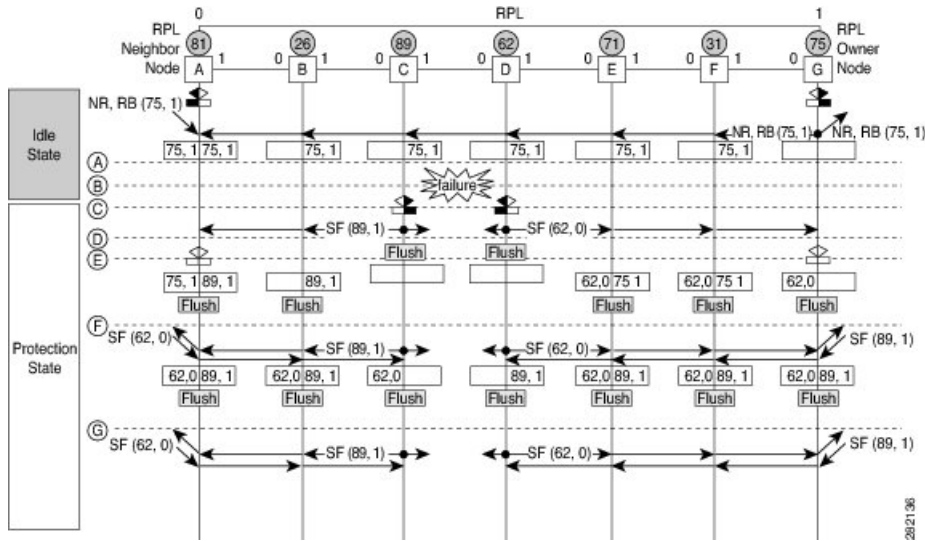 0 RPL 1
RPL Neighbor Node
RPL Owner Node
81 26 89 62 71 31 75
A 1 0 B 1 0 C 1 0 D 1 0 E 1 0 F 1 0 G
Idle State
NR, RB (75, 1)
NR, RB (75, 1) NR, RB (75, 1)
75, 1 75, 1 75, 1 75, 1 75, 1 75, 1 75, 1
A
B
failure
C
SF (89, 1) SF (62, 0)
D
Flush Flush
E
75, 1 89, 1 89, 1 62,0 75 1 62,0 75 1 62,0
Flush Flush Flush Flush Flush
Protection State
F
SF (62, 0) SF (89, 1) SF (62, 0) SF (89, 1)
62,0 89, 1 62,0 89, 1 62,0 89, 1 62,0 89, 1 62,0 89, 1 62,0 89, 1
Flush Flush Flush Flush Flush Flush Flush
G
SF (62, 0) SF (89, 1) SF (62, 0) SF (89, 1)
282136